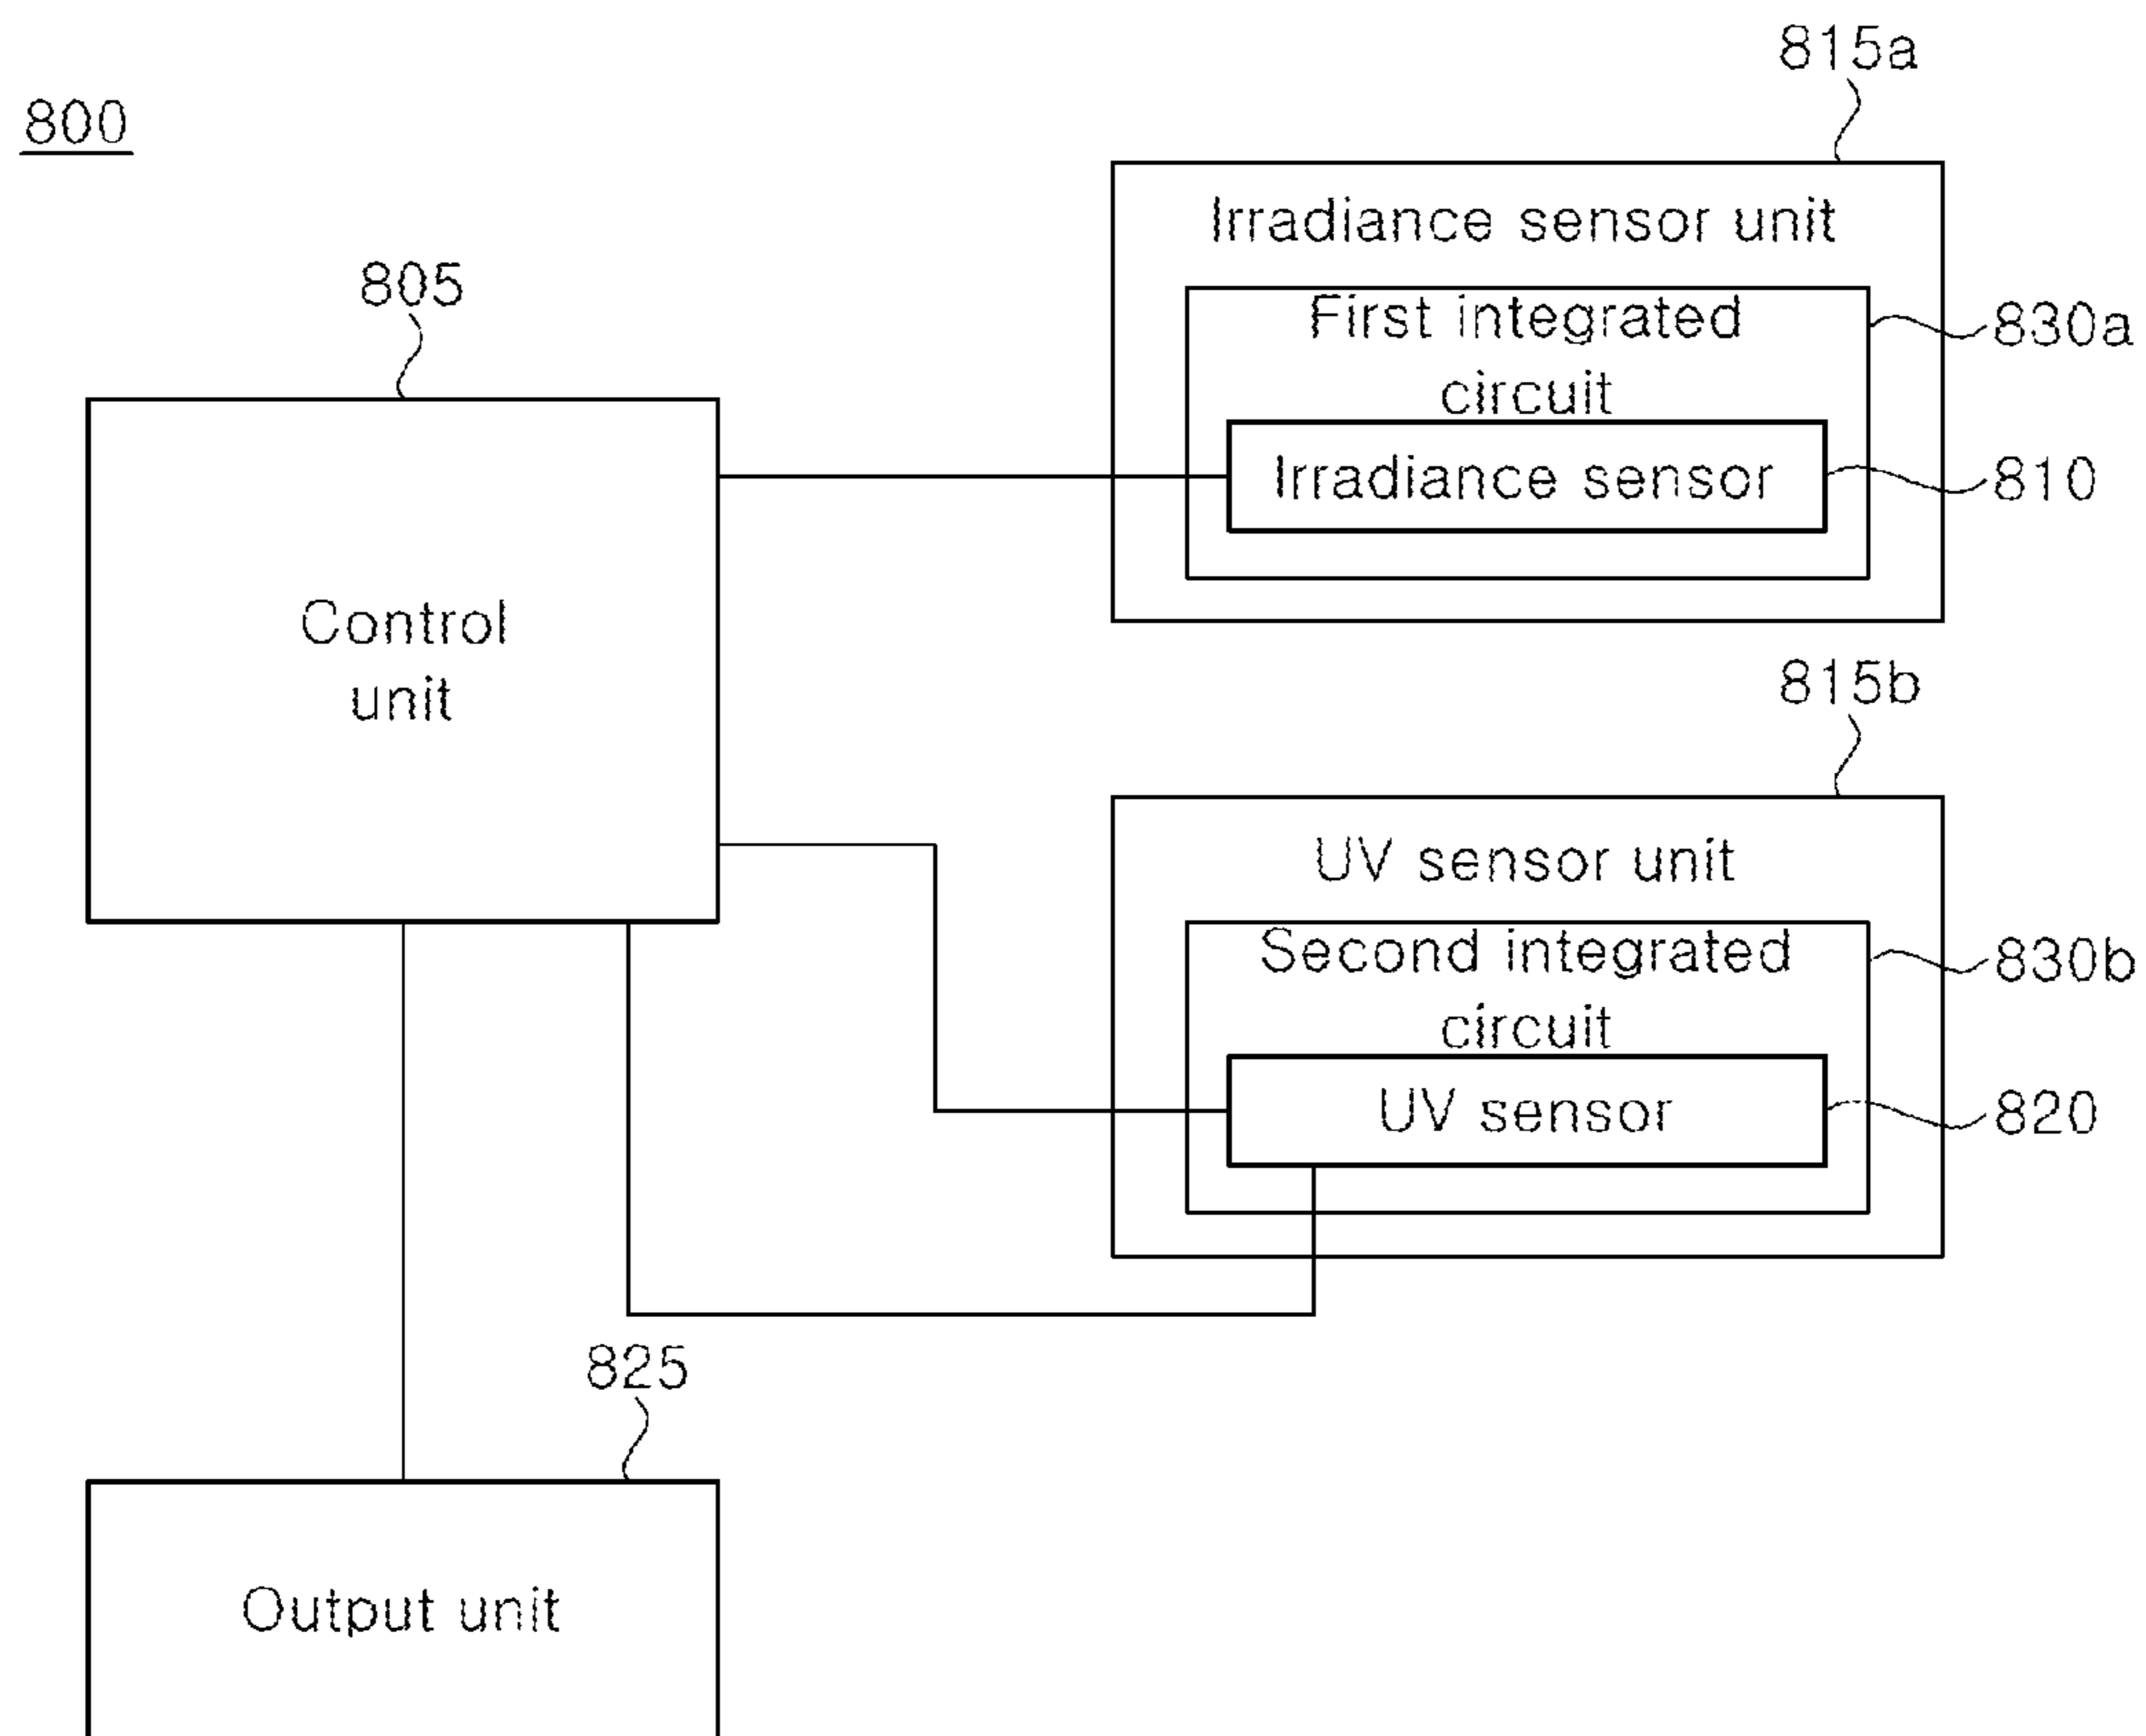 800
815a
Irradiance sensor unit
First integrated
circuit
830a
Irradiance sensor
810
805
Control
unit
815b
UV sensor unit
Second integrated
circuit
830b
UV sensor
820
825
Output unit